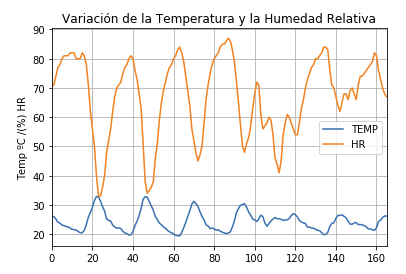 Variación de la Temperatura y la Humedad Relativa
Temp ºC /(%) HR
90
80
70
60
50
40
30
20
TEMP
HR
0 20 40 60 80 100 120 140 160